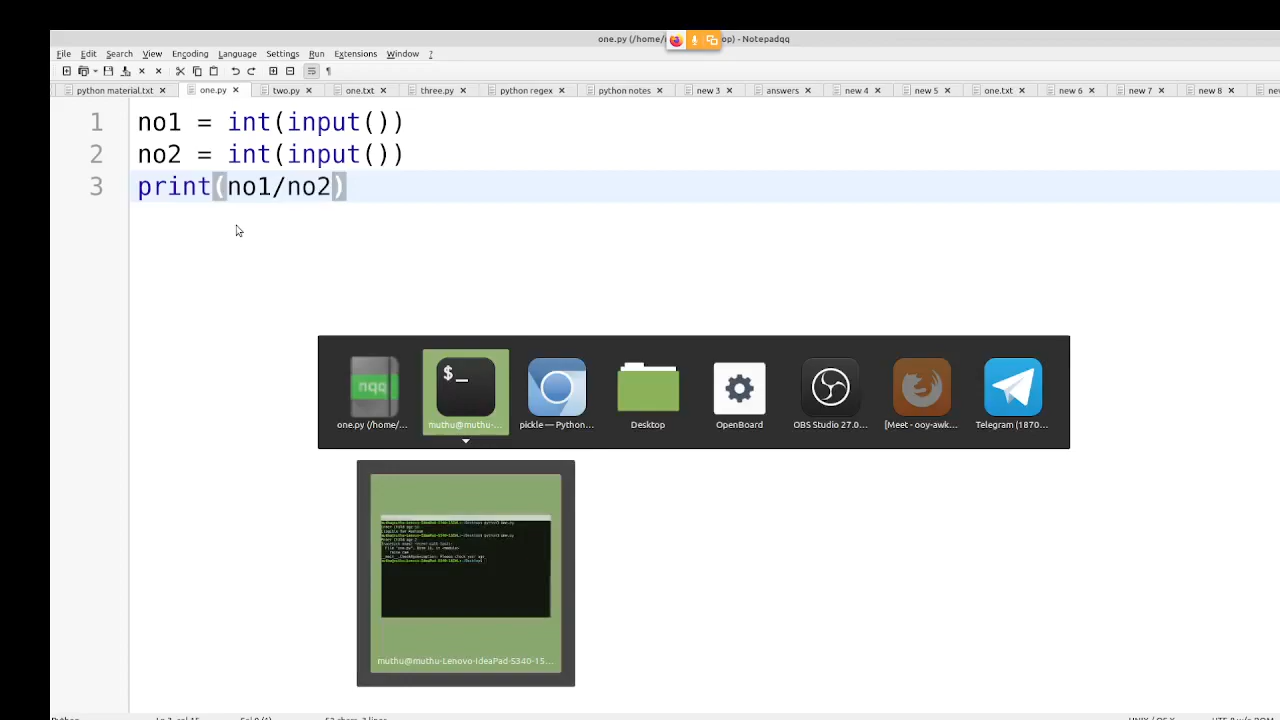 one.py (/home/ op) - Notepadqq
File Edit Search View Encoding Language Settings Run Extensions Window ?
python material.txt one.py two.py one.txt three.py python regex python notes new 3 answers new 4 new 5 one.txt new 6 new 7 new 8
1 no1 = int(input())
2 no2 = int(input())
3 print(no1/no2)
nqq
$_
one.py (/home/... muthu@muthu-... pickle — Python... Desktop OpenBoard OBS Studio 27.0... [Meet - ooy-awk... Telegram (1870...
muthu@muthu-Lenovo-IdeaPad-S340-15...